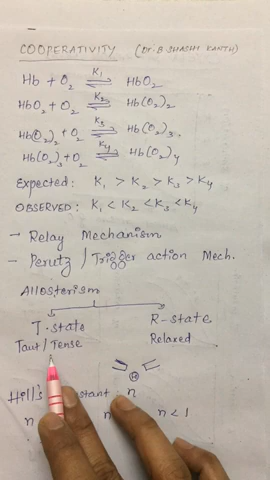 COOPERATIVITY (Dr. B SHASHI KANTH)
Hb + O₂ ⇌ K₁ HbO₂
HbO₂ + O₂ ⇌ K₂ Hb(O₂)₂
Hb(O₂)₂ + O₂ ⇌ K₃ Hb(O₂)₃
Hb(O₂)₃ + O₂ ⇌ K₄ Hb(O₂)₄
Expected: K₁ > K₂ > K₃ > K₄
OBSERVED: K₁ < K₂ < K₃ < K₄
- Relay Mechanism
- Perutz / Trigger action Mech.
Allosterism
T-state R-state
Taut / Tense Relaxed
H
Hill's n
n n n < 1